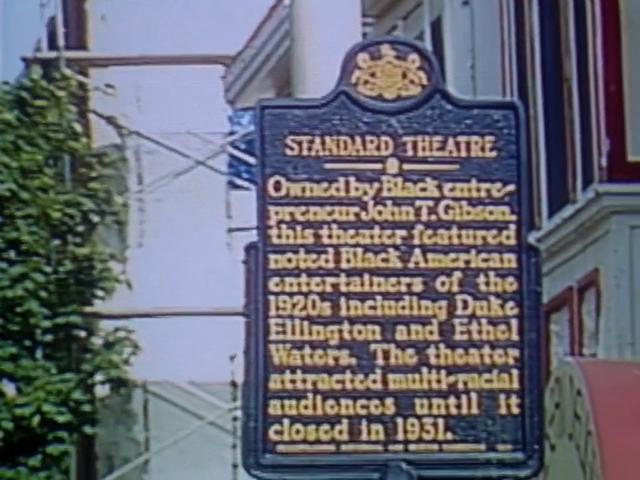 STANDARD THEATRE
Owned by Black entre-
preneur John T. Gibson,
this theater featured
noted Black American
entertainers of the
1920s including Duke
Ellington and Ethel
Waters. The theater
attracted multi-racial
audiences until it
closed in 1931.